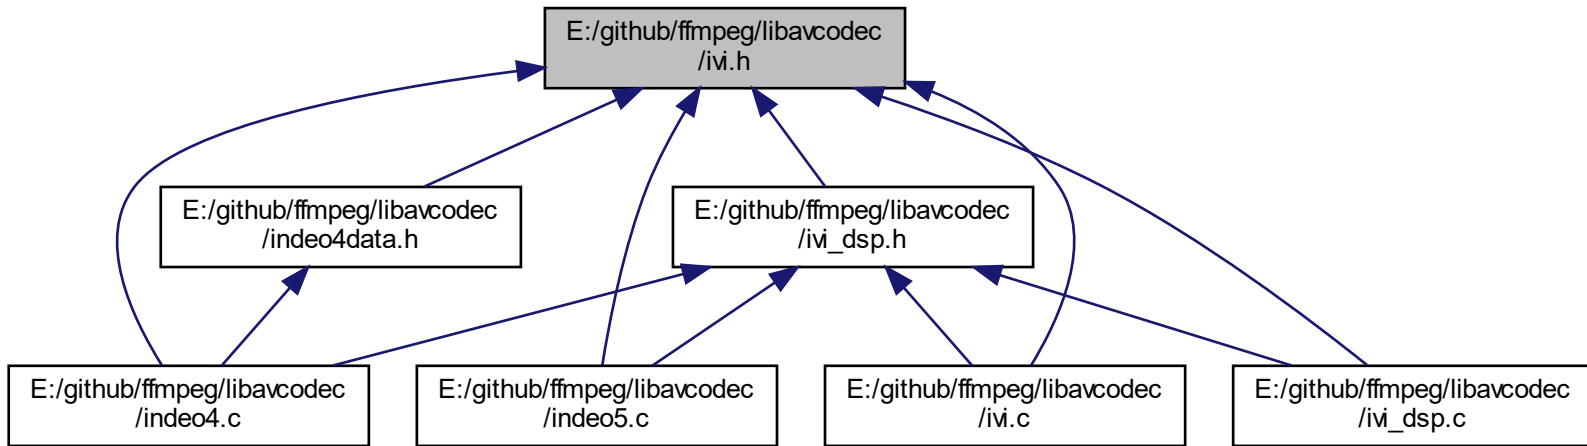 E:/github/ffmpeg/libavcodec
/ivi.h
E:/github/ffmpeg/libavcodec
/indeo4data.h
E:/github/ffmpeg/libavcodec
/ivi_dsp.h
E:/github/ffmpeg/libavcodec
/indeo4.c
E:/github/ffmpeg/libavcodec
/indeo5.c
E:/github/ffmpeg/libavcodec
/ivi.c
E:/github/ffmpeg/libavcodec
/ivi_dsp.c